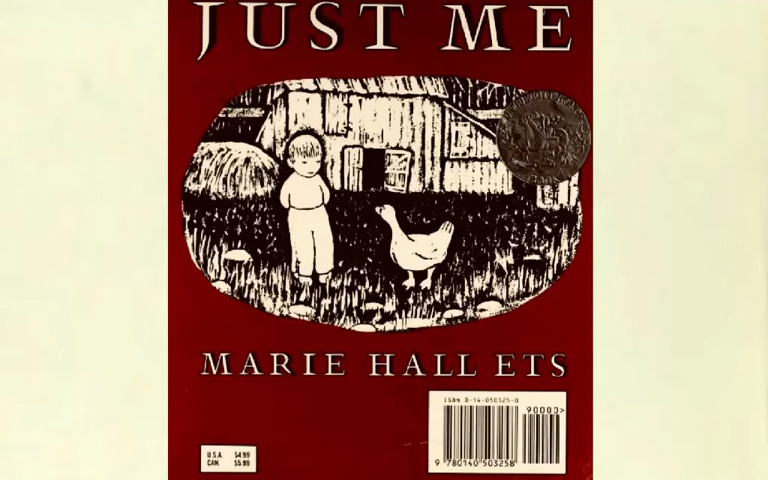 JUST ME
MARIE HALL ETS
ISBN 0-14-050325-0
90000>
9 780140 503258
U.S.A. $4.99
CAN. $5.99